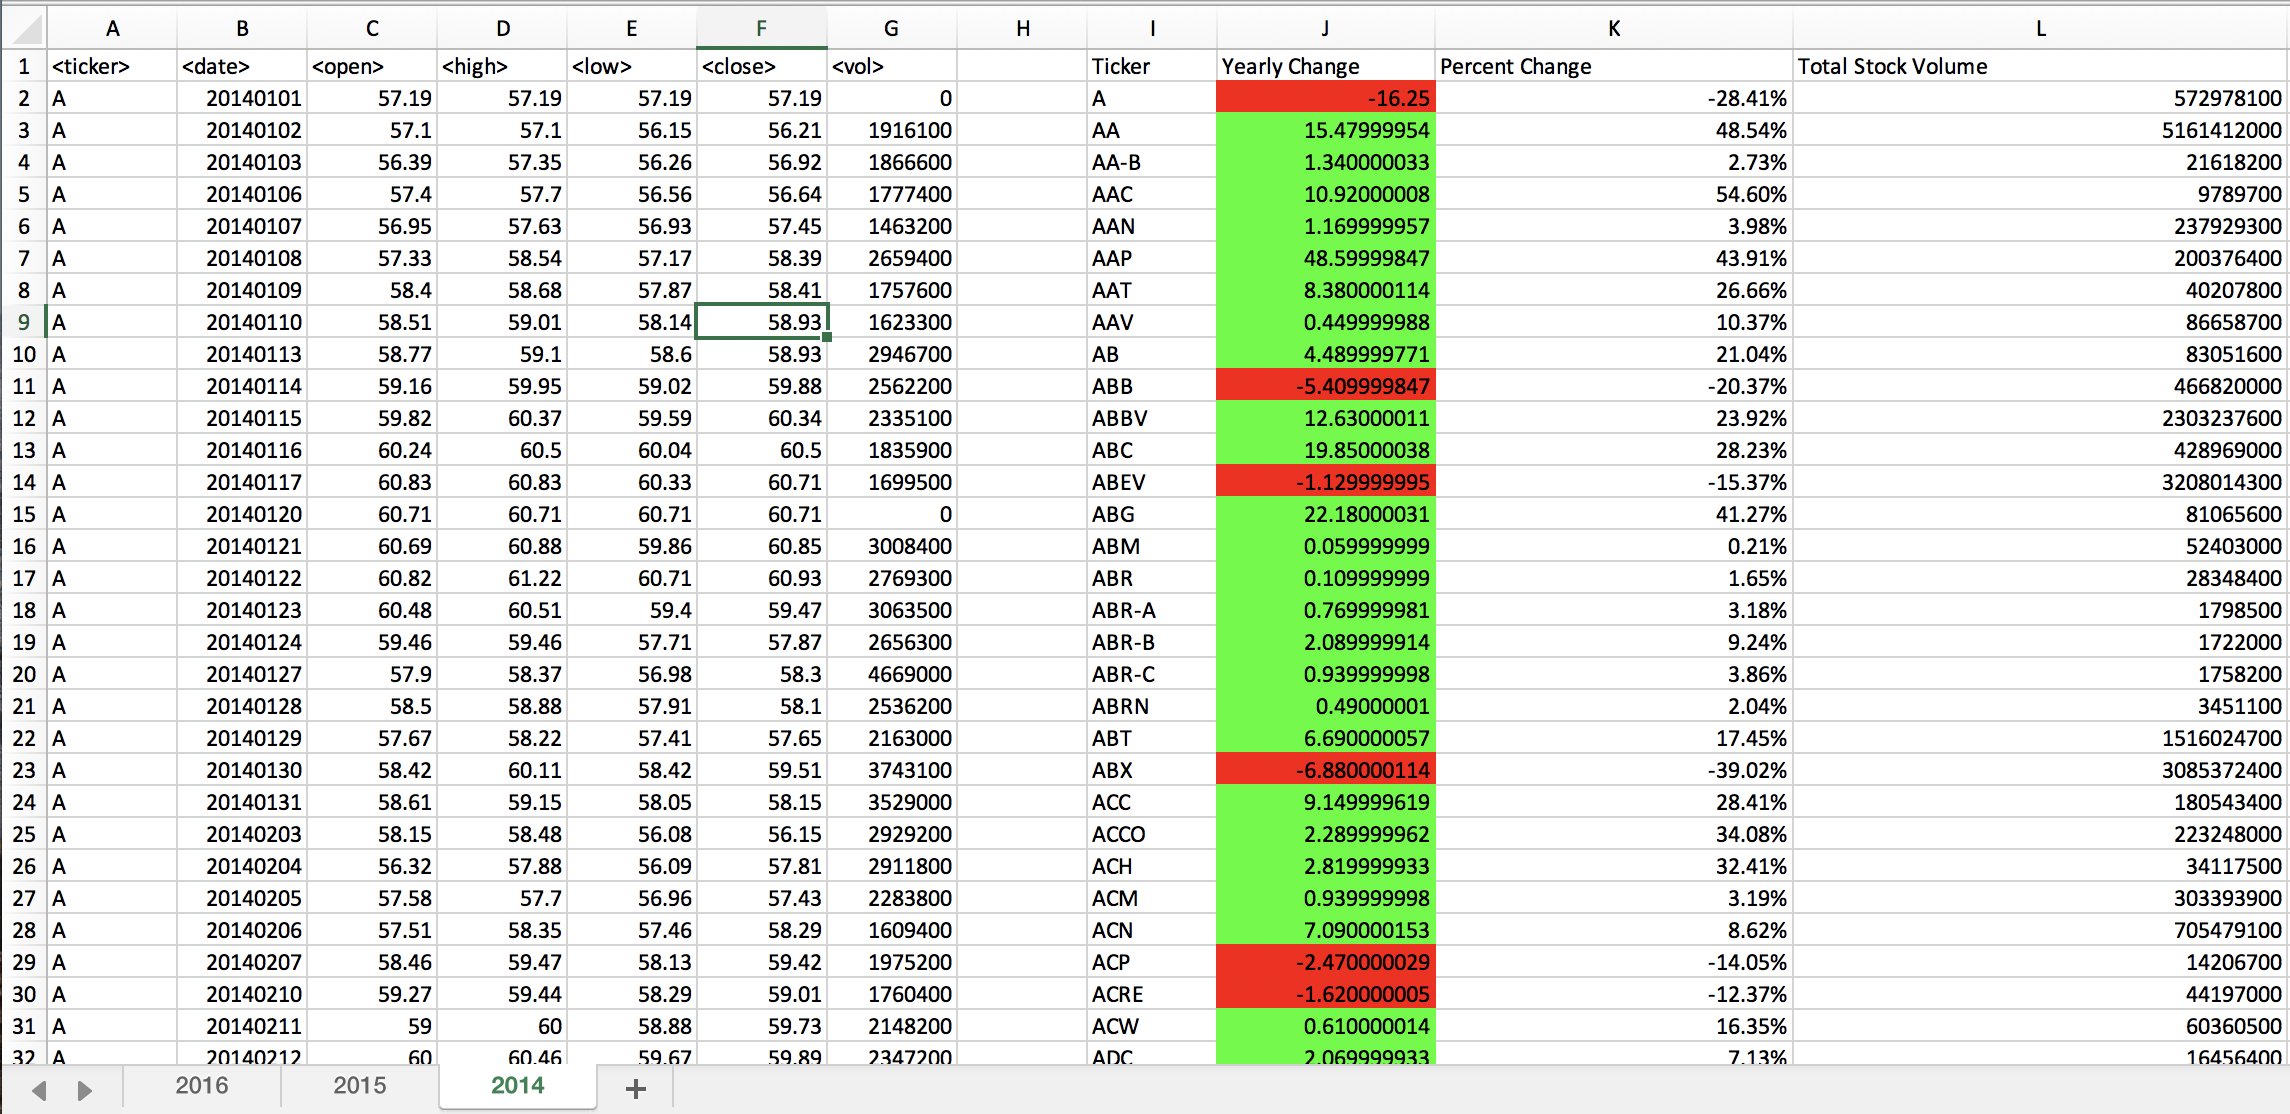 A B C D E F G H I J K L
1 <ticker> <date> <open> <high> <low> <close> <vol> Ticker Yearly Change Percent Change Total Stock Volume
2 A 20140101 57.19 57.19 57.19 57.19 0 A -16.25 -28.41% 572978100
3 A 20140102 57.1 57.1 56.15 56.21 1916100 AA 15.47999954 48.54% 5161412000
4 A 20140103 56.39 57.35 56.26 56.92 1866600 AA-B 1.340000033 2.73% 21618200
5 A 20140106 57.4 57.7 56.56 56.64 1777400 AAC 10.92000008 54.60% 9789700
6 A 20140107 56.95 57.63 56.93 57.45 1463200 AAN 1.169999957 3.98% 237929300
7 A 20140108 57.33 58.54 57.17 58.39 2659400 AAP 48.59999847 43.91% 200376400
8 A 20140109 58.4 58.68 57.87 58.41 1757600 AAT 8.380000114 26.66% 40207800
9 A 20140110 58.51 59.01 58.14 58.93 1623300 AAV 0.449999988 10.37% 86658700
10 A 20140113 58.77 59.1 58.6 58.93 2946700 AB 4.489999771 21.04% 83051600
11 A 20140114 59.16 59.95 59.02 59.88 2562200 ABB -5.409999847 -20.37% 466820000
12 A 20140115 59.82 60.37 59.59 60.34 2335100 ABBV 12.63000011 23.92% 2303237600
13 A 20140116 60.24 60.5 60.04 60.5 1835900 ABC 19.85000038 28.23% 428969000
14 A 20140117 60.83 60.83 60.33 60.71 1699500 ABEV -1.129999995 -15.37% 3208014300
15 A 20140120 60.71 60.71 60.71 60.71 0 ABG 22.18000031 41.27% 81065600
16 A 20140121 60.69 60.88 59.86 60.85 3008400 ABM 0.059999999 0.21% 52403000
17 A 20140122 60.82 61.22 60.71 60.93 2769300 ABR 0.109999999 1.65% 28348400
18 A 20140123 60.48 60.51 59.4 59.47 3063500 ABR-A 0.769999981 3.18% 1798500
19 A 20140124 59.46 59.46 57.71 57.87 2656300 ABR-B 2.089999914 9.24% 1722000
20 A 20140127 57.9 58.37 56.98 58.3 4669000 ABR-C 0.939999998 3.86% 1758200
21 A 20140128 58.5 58.88 57.91 58.1 2536200 ABRN 0.49000001 2.04% 3451100
22 A 20140129 57.67 58.22 57.41 57.65 2163000 ABT 6.690000057 17.45% 1516024700
23 A 20140130 58.42 60.11 58.42 59.51 3743100 ABX -6.880000114 -39.02% 3085372400
24 A 20140131 58.61 59.15 58.05 58.15 3529000 ACC 9.149999619 28.41% 180543400
25 A 20140203 58.15 58.48 56.08 56.15 2929200 ACCO 2.289999962 34.08% 223248000
26 A 20140204 56.32 57.88 56.09 57.81 2911800 ACH 2.819999933 32.41% 34117500
27 A 20140205 57.58 57.7 56.96 57.43 2283800 ACM 0.939999998 3.19% 303393900
28 A 20140206 57.51 58.35 57.46 58.29 1609400 ACN 7.090000153 8.62% 705479100
29 A 20140207 58.46 59.47 58.13 59.42 1975200 ACP -2.470000029 -14.05% 14206700
30 A 20140210 59.27 59.44 58.29 59.01 1760400 ACRE -1.620000005 -12.37% 44197000
31 A 20140211 59 60 58.88 59.73 2148200 ACW 0.610000014 16.35% 60360500
32 A 20140212 60 60.46 59.67 59.89 2347200 ADC 2.069999933 7.13% 16456400
2016 2015 2014 +